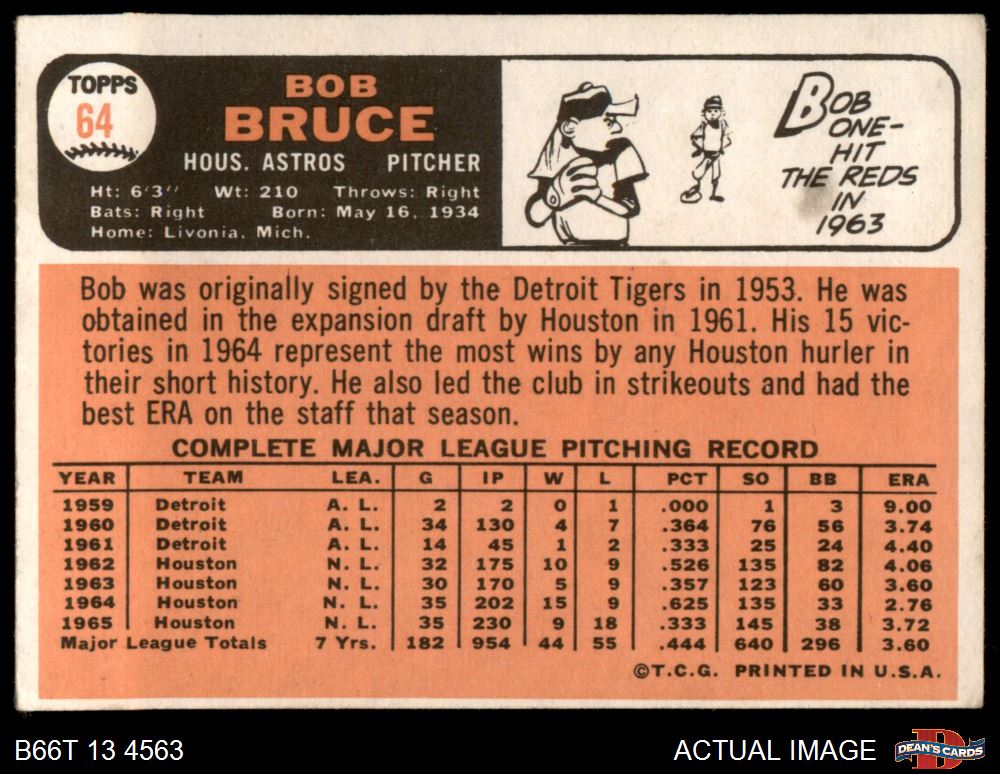 TOPPS
64
BOB
BRUCE
HOUS. ASTROS PITCHER
Ht: 6'3" Wt: 210 Throws: Right
Bats: Right Born: May 16, 1934
Home: Livonia, Mich.
BOB
ONE-
HIT
THE REDS
IN
1963
Bob was originally signed by the Detroit Tigers in 1953. He was
obtained in the expansion draft by Houston in 1961. His 15 vic-
tories in 1964 represent the most wins by any Houston hurler in
their short history. He also led the club in strikeouts and had the
best ERA on the staff that season.
COMPLETE MAJOR LEAGUE PITCHING RECORD
YEAR TEAM LEA. G IP W L PCT SO BB ERA
1959 Detroit A. L. 2 2 0 1 .000 1 3 9.00
1960 Detroit A. L. 34 130 4 7 .364 76 56 3.74
1961 Detroit A. L. 14 45 1 2 .333 25 24 4.40
1962 Houston N. L. 32 175 10 9 .526 135 82 4.06
1963 Houston N. L. 30 170 5 9 .357 123 60 3.60
1964 Houston N. L. 35 202 15 9 .625 135 33 2.76
1965 Houston N. L. 35 230 9 18 .333 145 38 3.72
Major League Totals 7 Yrs. 182 954 44 55 .444 640 296 3.60
©T.C.G. PRINTED IN U.S.A.
B66T 13 4563 ACTUAL IMAGE
D
DEAN'S CARDS